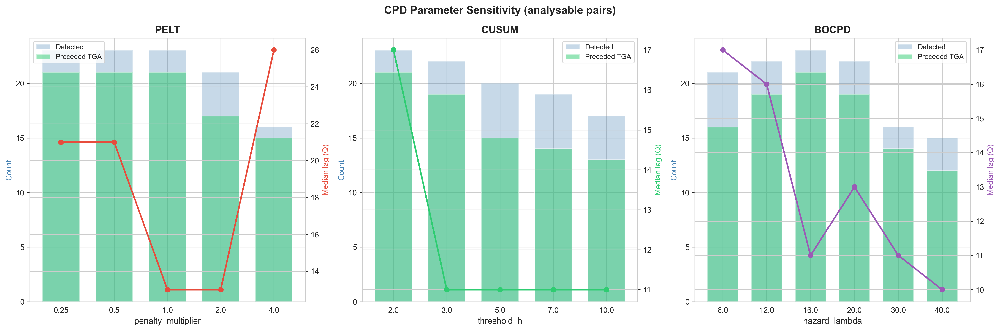 CPD Parameter Sensitivity (analysable pairs)
PELT
Detected
Preceded TGA
20
15
10
5
0
Count
0.25 0.5 1.0 2.0 4.0
penalty_multiplier
26
24
22
20
18
16
14
Median lag (Q)
CUSUM
Detected
Preceded TGA
20
15
10
5
0
Count
2.0 3.0 5.0 7.0 10.0
threshold_h
17
16
15
14
13
12
11
Median lag (Q)
BOCPD
Detected
Preceded TGA
20
15
10
5
0
Count
8.0 12.0 16.0 20.0 30.0 40.0
hazard_lambda
17
16
15
14
13
12
11
10
Median lag (Q)